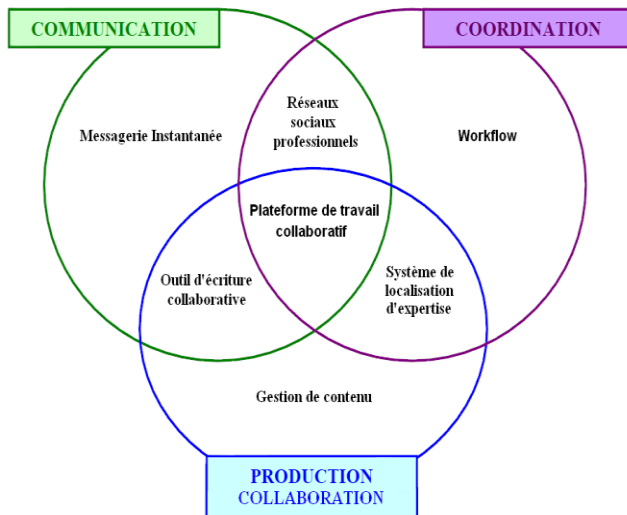 COMMUNICATION
COORDINATION
Réseaux
sociaux
professionnels
Messagerie Instantanée
Workflow
Plateforme de travail
collaboratif
Outil d'écriture
collaborative
Système de
localisation
d'expertise
Gestion de contenu
PRODUCTION
COLLABORATION